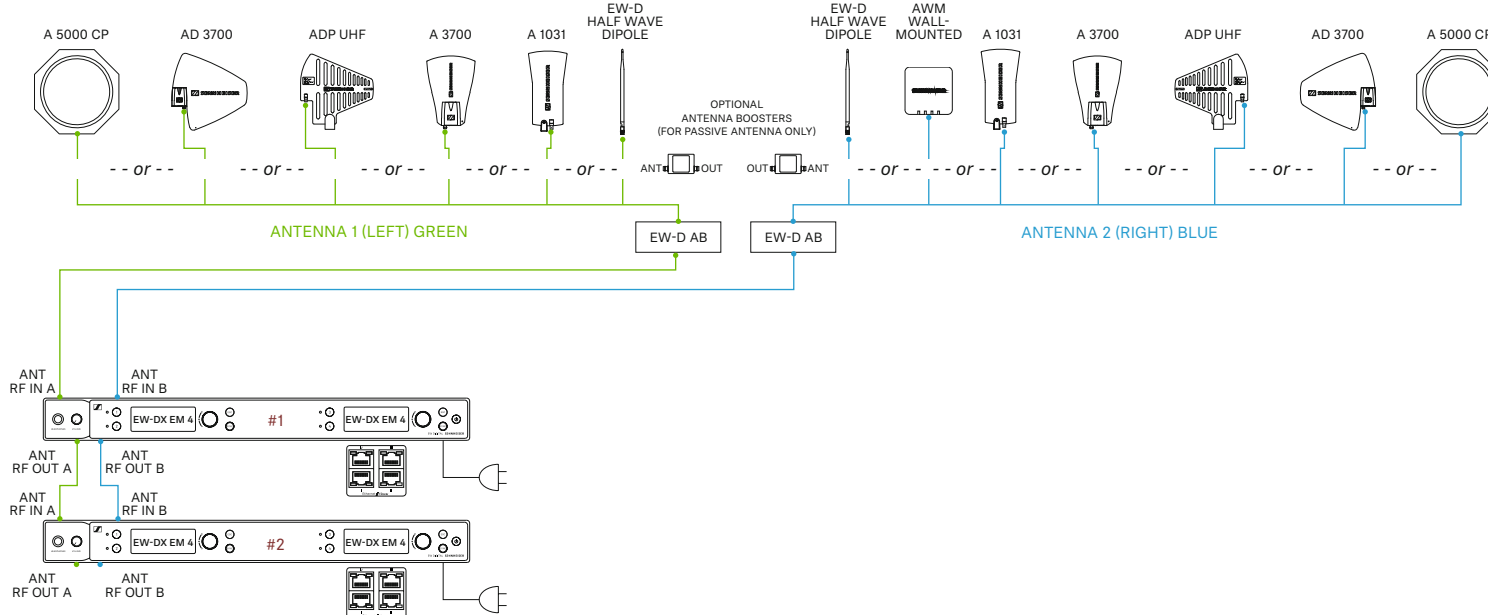 A 5000 CP
AD 3700
ADP UHF
A 3700
A 1031
EW-D
HALF WAVE
DIPOLE
EW-D
HALF WAVE
DIPOLE
AWM
WALL-
MOUNTED
A 1031
A 3700
ADP UHF
AD 3700
A 5000 CP
OPTIONAL
ANTENNA BOOSTERS
(FOR PASSIVE ANTENNA ONLY)
- - or - -
- - or - -
- - or - -
- - or - -
- - or - -
ANT
OUT
OUT
ANT
- - or - -
- - or - -
- - or - -
- - or - -
- - or - -
- - or - -
ANTENNA 1 (LEFT) GREEN
EW-D AB
EW-D AB
ANTENNA 2 (RIGHT) BLUE
ANT
RF IN A
ANT
RF IN B
EW-DX EM 4
#1
EW-DX EM 4
ANT
RF OUT A
ANT
RF OUT B
ANT
RF IN A
ANT
RF IN B
EW-DX EM 4
#2
EW-DX EM 4
ANT
RF OUT A
ANT
RF OUT B